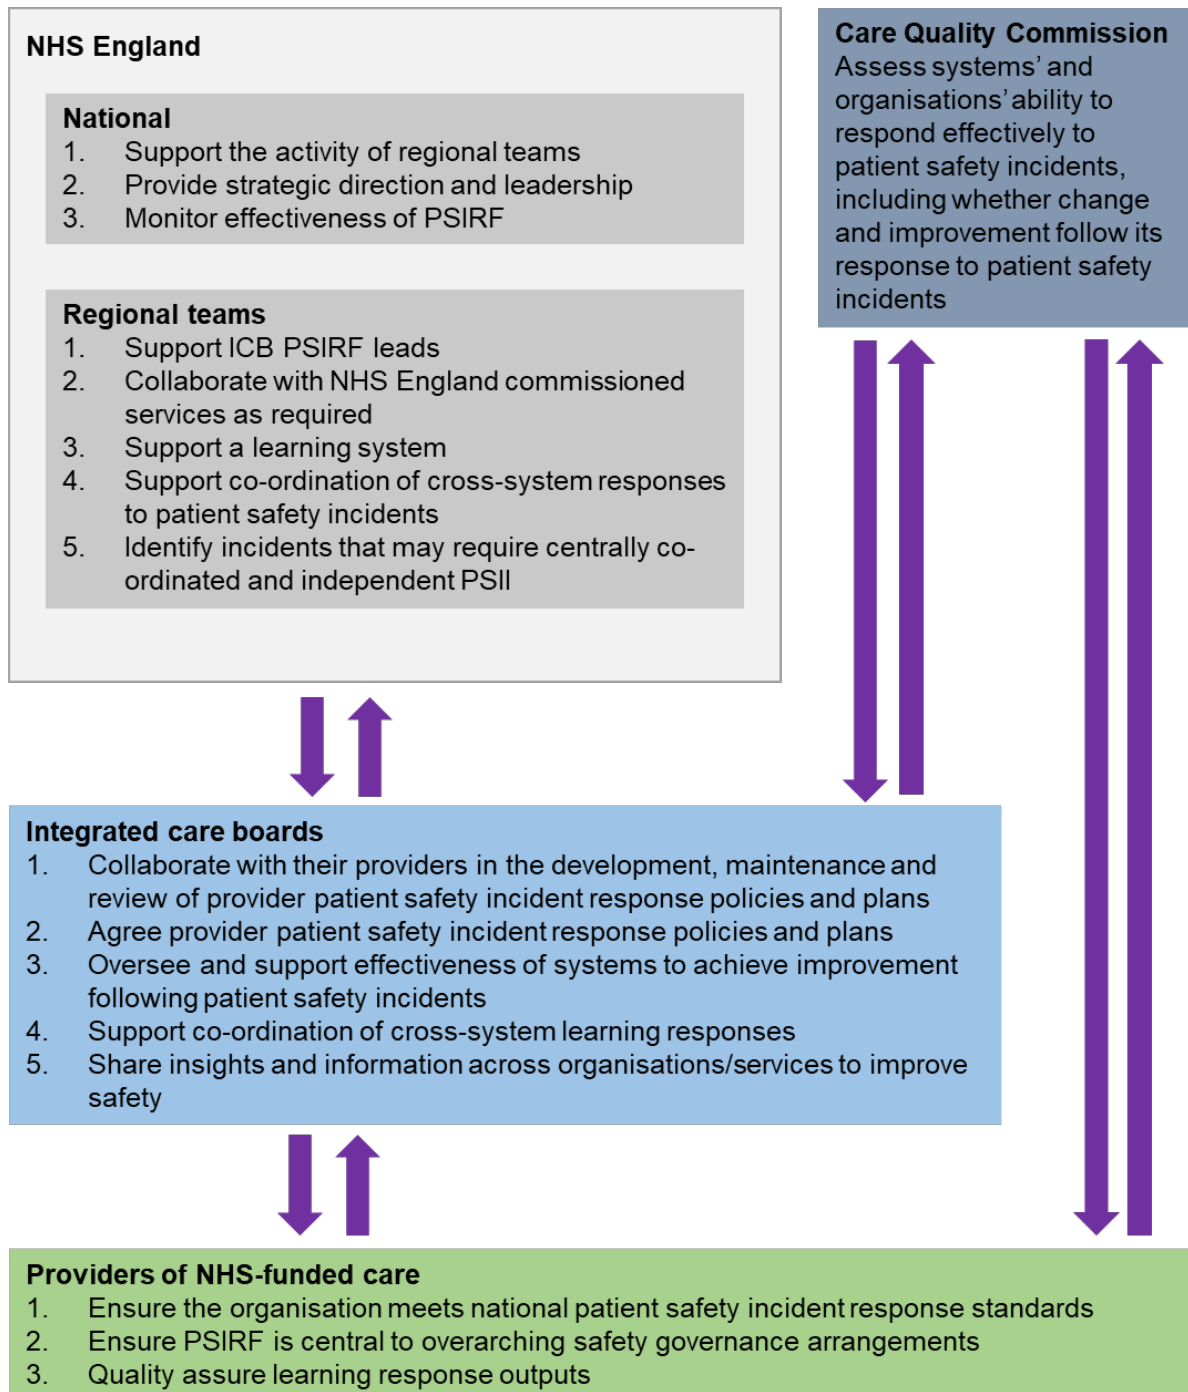 NHS England
National
1. Support the activity of regional teams
2. Provide strategic direction and leadership
3. Monitor effectiveness of PSIRF
Regional teams
1. Support ICB PSIRF leads
2. Collaborate with NHS England commissioned
services as required
3. Support a learning system
4. Support co-ordination of cross-system responses
to patient safety incidents
5. Identify incidents that may require centrally co-
ordinated and independent PSII
Care Quality Commission
Assess systems’ and
organisations’ ability to
respond effectively to
patient safety incidents,
including whether change
and improvement follow its
response to patient safety
incidents
Integrated care boards
1. Collaborate with their providers in the development, maintenance and
review of provider patient safety incident response policies and plans
2. Agree provider patient safety incident response policies and plans
3. Oversee and support effectiveness of systems to achieve improvement
following patient safety incidents
4. Support co-ordination of cross-system learning responses
5. Share insights and information across organisations/services to improve
safety
Providers of NHS-funded care
1. Ensure the organisation meets national patient safety incident response standards
2. Ensure PSIRF is central to overarching safety governance arrangements
3. Quality assure learning response outputs